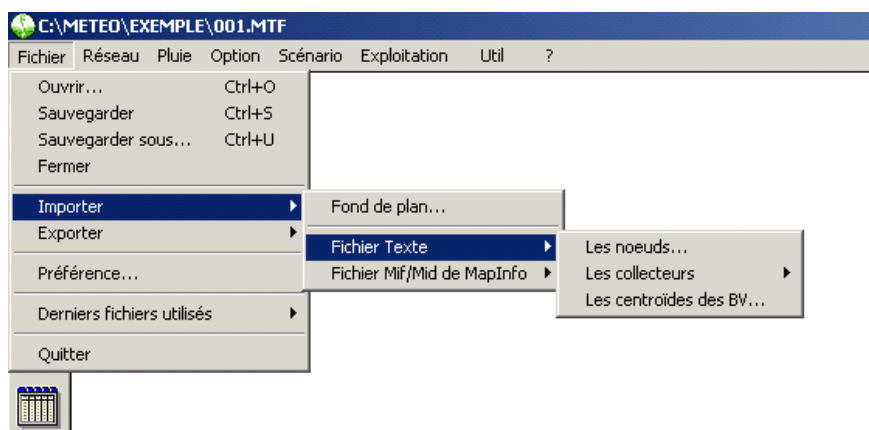 C:\METEO\EXEMPLE\001.MTF
Fichier Réseau Pluie Option Scénario Exploitation Util ?
Ouvrir... Ctrl+O
Sauvegarder Ctrl+S
Sauvegarder sous... Ctrl+U
Fermer
Importer
Exporter
Préférence...
Derniers fichiers utilisés
Quitter
Fond de plan...
Fichier Texte
Fichier Mif/Mid de MapInfo
Les noeuds...
Les collecteurs
Les centroïdes des BV...